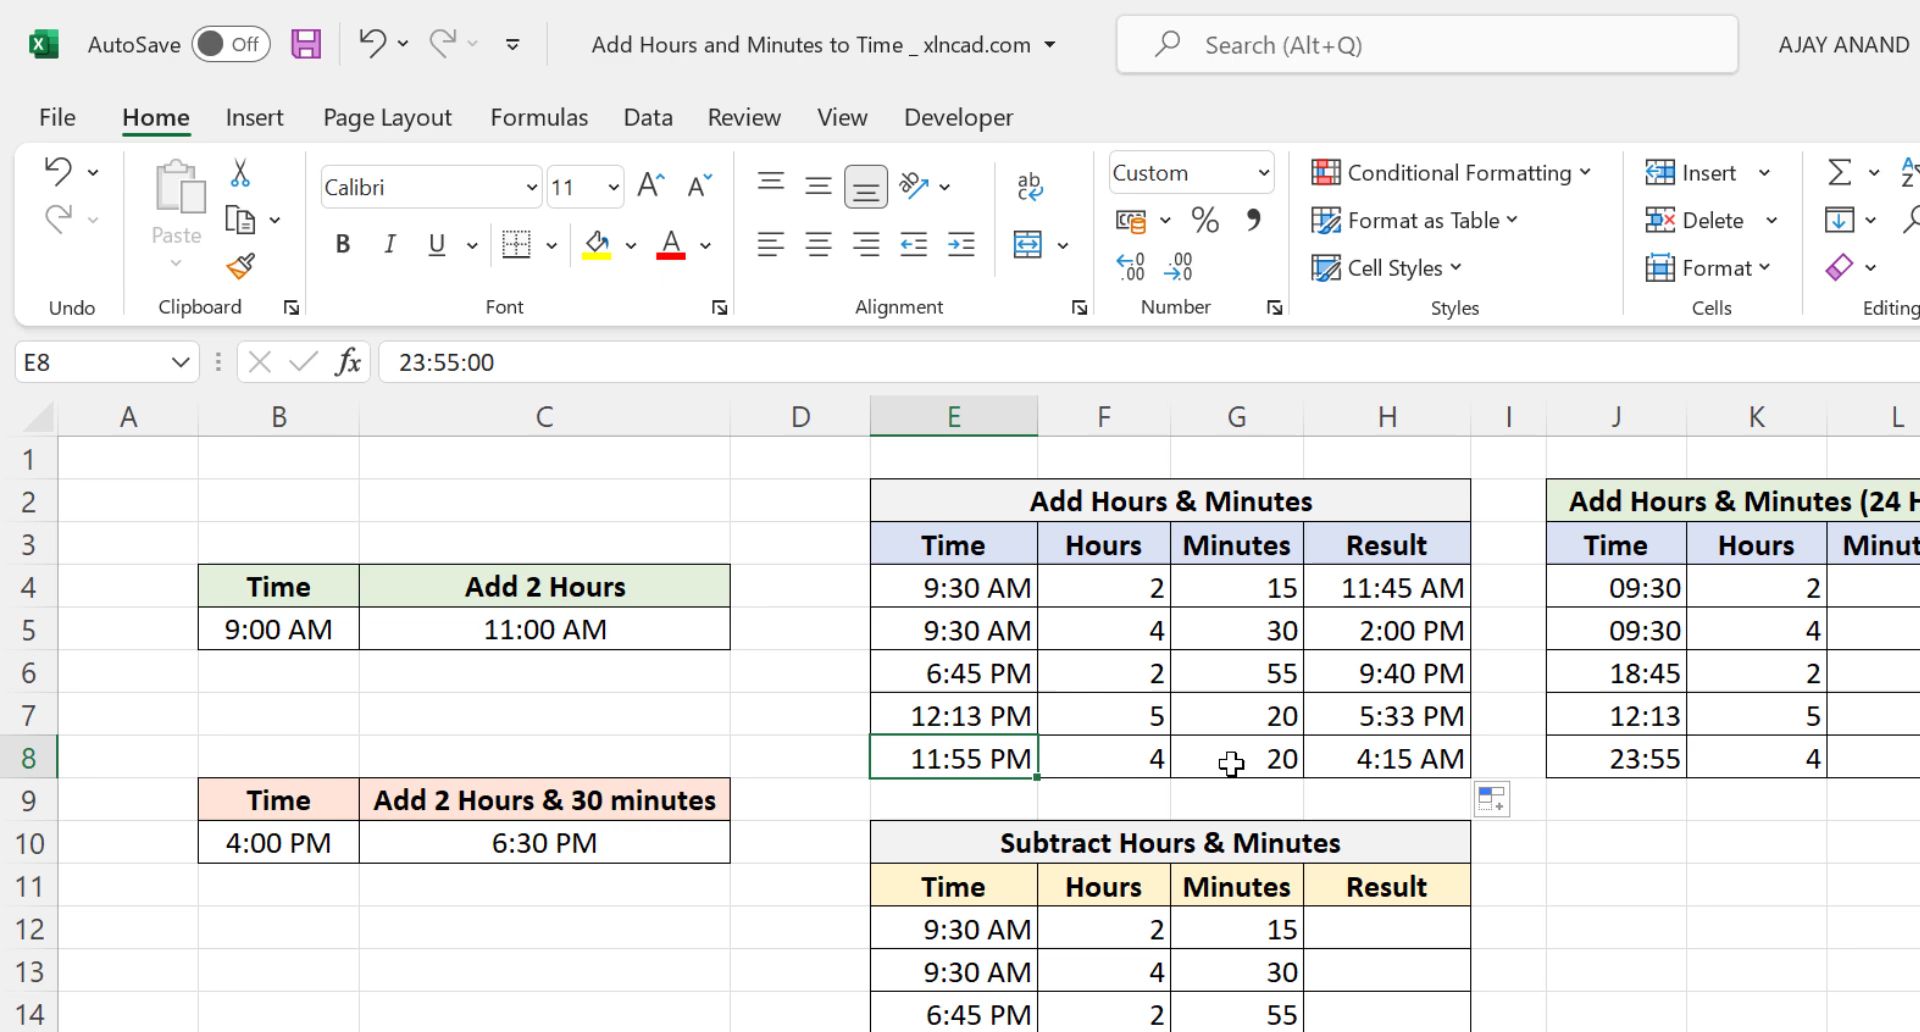 AutoSave Off Add Hours and Minutes to Time _ xlncad.com Search (Alt+Q) AJAY ANAND
File Home Insert Page Layout Formulas Data Review View Developer
Calibri 11 Custom Conditional Formatting Insert
Paste Format as Table Delete
B I U A Cell Styles Format
Undo Clipboard Font Alignment Number Styles Cells Editing
E8 fx 23:55:00
A B C D E F G H I J K L
1
2 Add Hours & Minutes Add Hours & Minutes (24 H
3 Time Hours Minutes Result Time Hours Minut
4 Time Add 2 Hours 9:30 AM 2 15 11:45 AM 09:30 2
5 9:00 AM 11:00 AM 9:30 AM 4 30 2:00 PM 09:30 4
6 6:45 PM 2 55 9:40 PM 18:45 2
7 12:13 PM 5 20 5:33 PM 12:13 5
8 11:55 PM 4 20 4:15 AM 23:55 4
9 Time Add 2 Hours & 30 minutes
10 4:00 PM 6:30 PM Subtract Hours & Minutes
11 Time Hours Minutes Result
12 9:30 AM 2 15
13 9:30 AM 4 30
14 6:45 PM 2 55